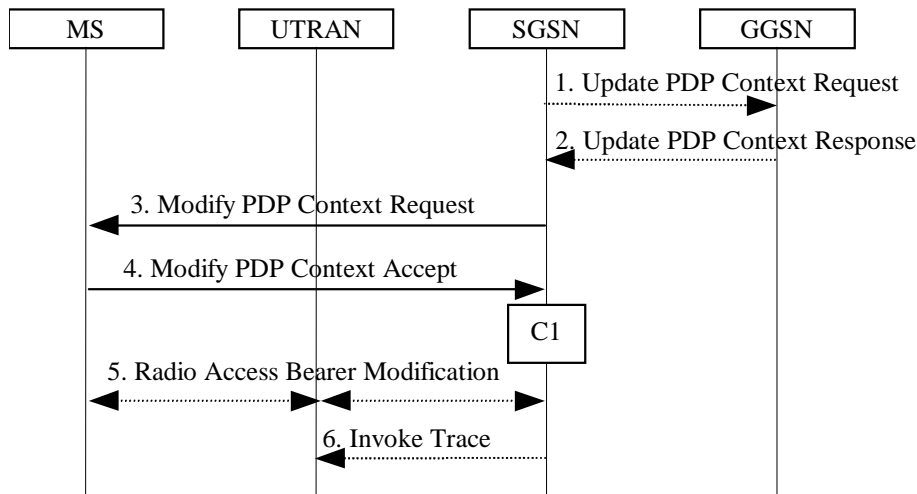 MS
UTRAN
SGSN
GGSN
1. Update PDP Context Request
2. Update PDP Context Response
3. Modify PDP Context Request
4. Modify PDP Context Accept
C1
5. Radio Access Bearer Modification
6. Invoke Trace